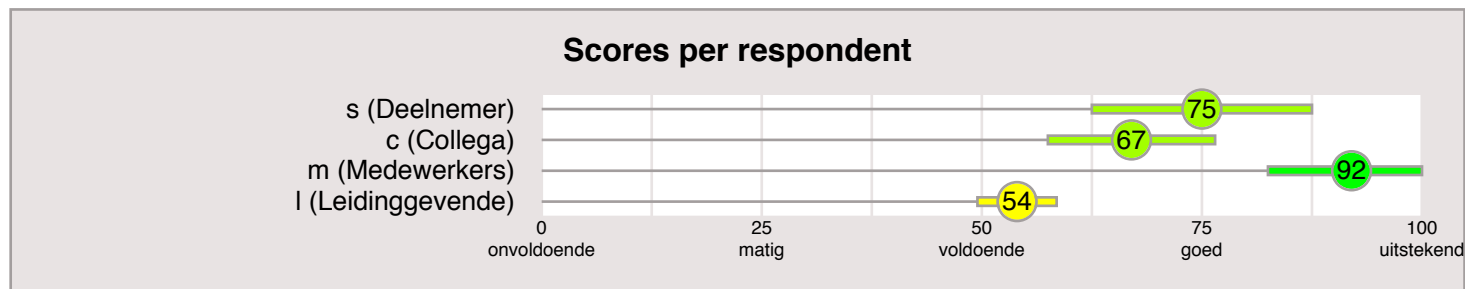 Scores per respondent
s (Deelnemer)
75
c (Collega)
67
m (Medewerkers)
92
l (Leidinggevende)
54
0 25 50 75 100
onvoldoende matig voldoende goed uitstekend